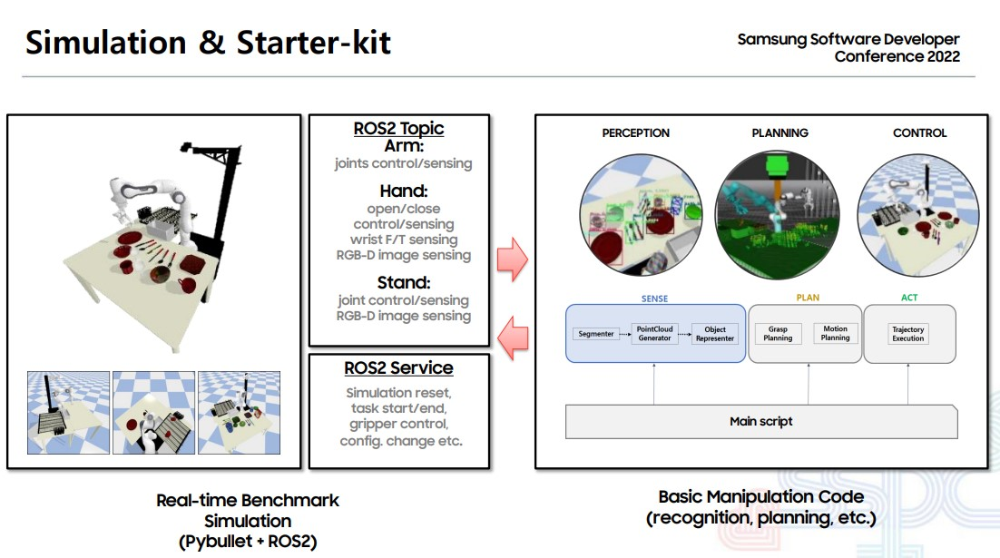 Simulation & Starter-kit
Samsung Software Developer
Conference 2022
ROS2 Topic
Arm:
joints control/sensing
Hand:
open/close
control/sensing
wrist F/T sensing
RGB-D image sensing
Stand:
joint control/sensing
RGB-D image sensing
ROS2 Service
Simulation reset,
task start/end,
gripper control,
config. change etc.
Real-time Benchmark
Simulation
(Pybullet + ROS2)
PERCEPTION
PLANNING
CONTROL
SENSE
PLAN
ACT
Segmenter
PointCloud
Generator
Object
Representer
Grasp
Planning
Motion
Planning
Trajectory
Execution
Main script
Basic Manipulation Code
(recognition, planning, etc.)